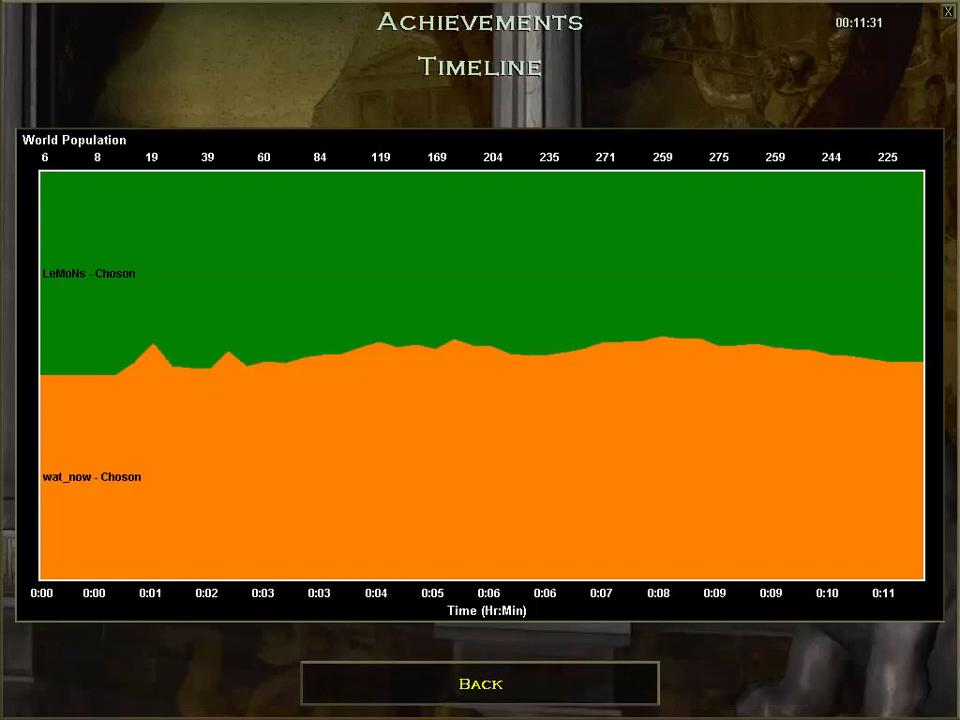 ACHIEVEMENTS
00:11:31
X
TIMELINE
World Population
6 8 19 39 60 84 119 169 204 235 271 259 275 259 244 225
LeMoNs - Choson
wat_now - Choson
0:00 0:00 0:01 0:02 0:03 0:03 0:04 0:05 0:06 0:06 0:07 0:08 0:09 0:09 0:10 0:11
Time (Hr:Min)
BACK